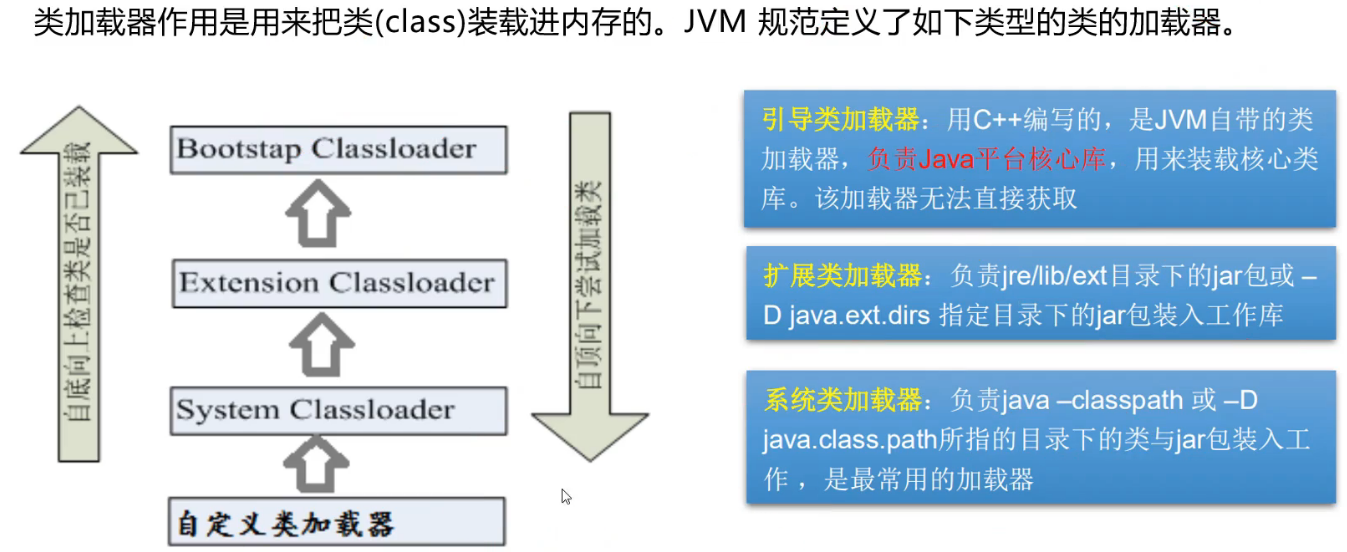 类加载器作用是用来把类(class)装载进内存的。JVM 规范定义了如下类型的类的加载器。
自底向上检查类是否已装载
Bootstap Classloader
Extension Classloader
System Classloader
自定义类加载器
自顶向下尝试加载类
引导类加载器：用C++编写的，是JVM自带的类
加载器，负责Java平台核心库，用来装载核心类
库。该加载器无法直接获取
扩展类加载器：负责jre/lib/ext目录下的jar包或 –
D java.ext.dirs 指定目录下的jar包装入工作库
系统类加载器：负责java –classpath 或 –D
java.class.path所指的目录下的类与jar包装入工
作 ，是最常用的加载器